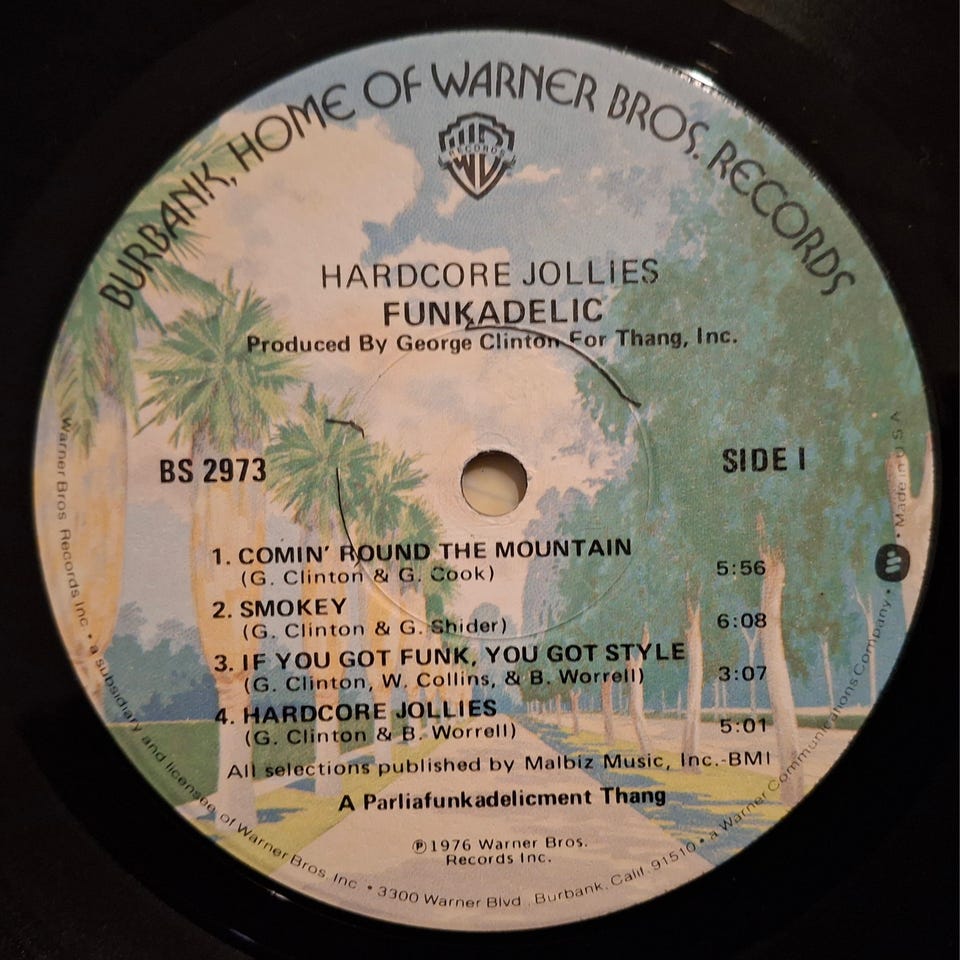 BURBANK, HOME OF WARNER BROS. RECORDS
WB
RECORDS
HARDCORE JOLLIES
FUNKADELIC
Produced By George Clinton For Thang, Inc.
BS 2973
SIDE I
1. COMIN' ROUND THE MOUNTAIN
(G. Clinton & G. Cook) 5:56
2. SMOKEY
(G. Clinton & G. Shider) 6:08
3. IF YOU GOT FUNK, YOU GOT STYLE
(G. Clinton, W. Collins, & B. Worrell) 3:07
4. HARDCORE JOLLIES
(G. Clinton & B. Worrell) 5:01
All selections published by Malbiz Music, Inc.-BMI
A Parliafunkadelicment Thang
℗1976 Warner Bros.
Records Inc.
Warner Bros Records Inc • a subsidiary and licensee of Warner Bros. Inc. • 3300 Warner Blvd., Burbank, Calif. 91510 • a Warner Communications Company • Made in U S A